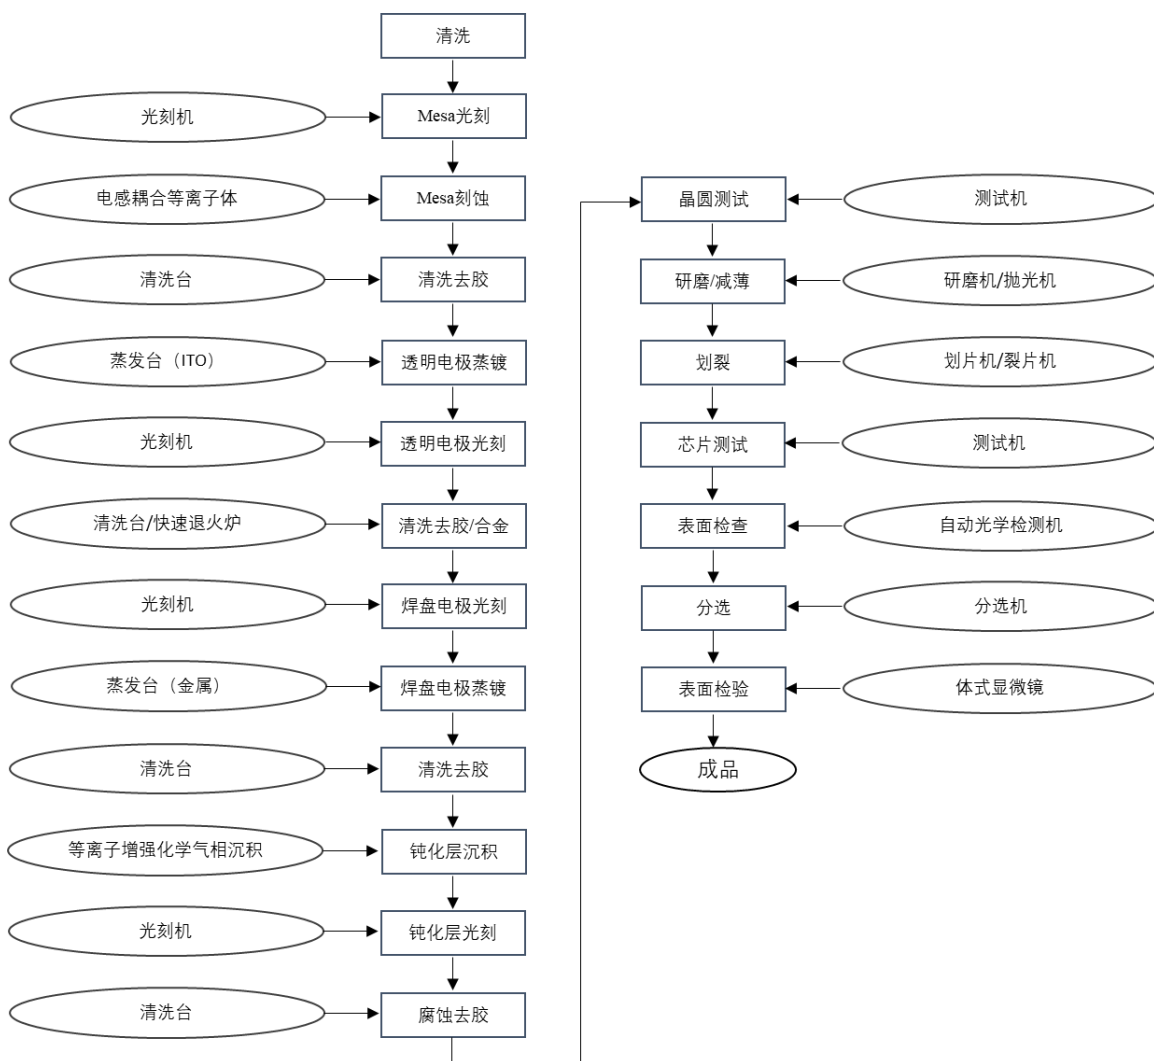 清洗
光刻机
Mesa光刻
电感耦合等离子体
Mesa刻蚀
清洗台
清洗去胶
蒸发台（ITO）
透明电极蒸镀
光刻机
透明电极光刻
清洗台/快速退火炉
清洗去胶/合金
光刻机
焊盘电极光刻
蒸发台（金属）
焊盘电极蒸镀
清洗台
清洗去胶
等离子增强化学气相沉积
钝化层沉积
光刻机
钝化层光刻
清洗台
腐蚀去胶
晶圆测试
测试机
研磨/减薄
研磨机/抛光机
划裂
划片机/裂片机
芯片测试
测试机
表面检查
自动光学检测机
分选
分选机
表面检验
体式显微镜
成品